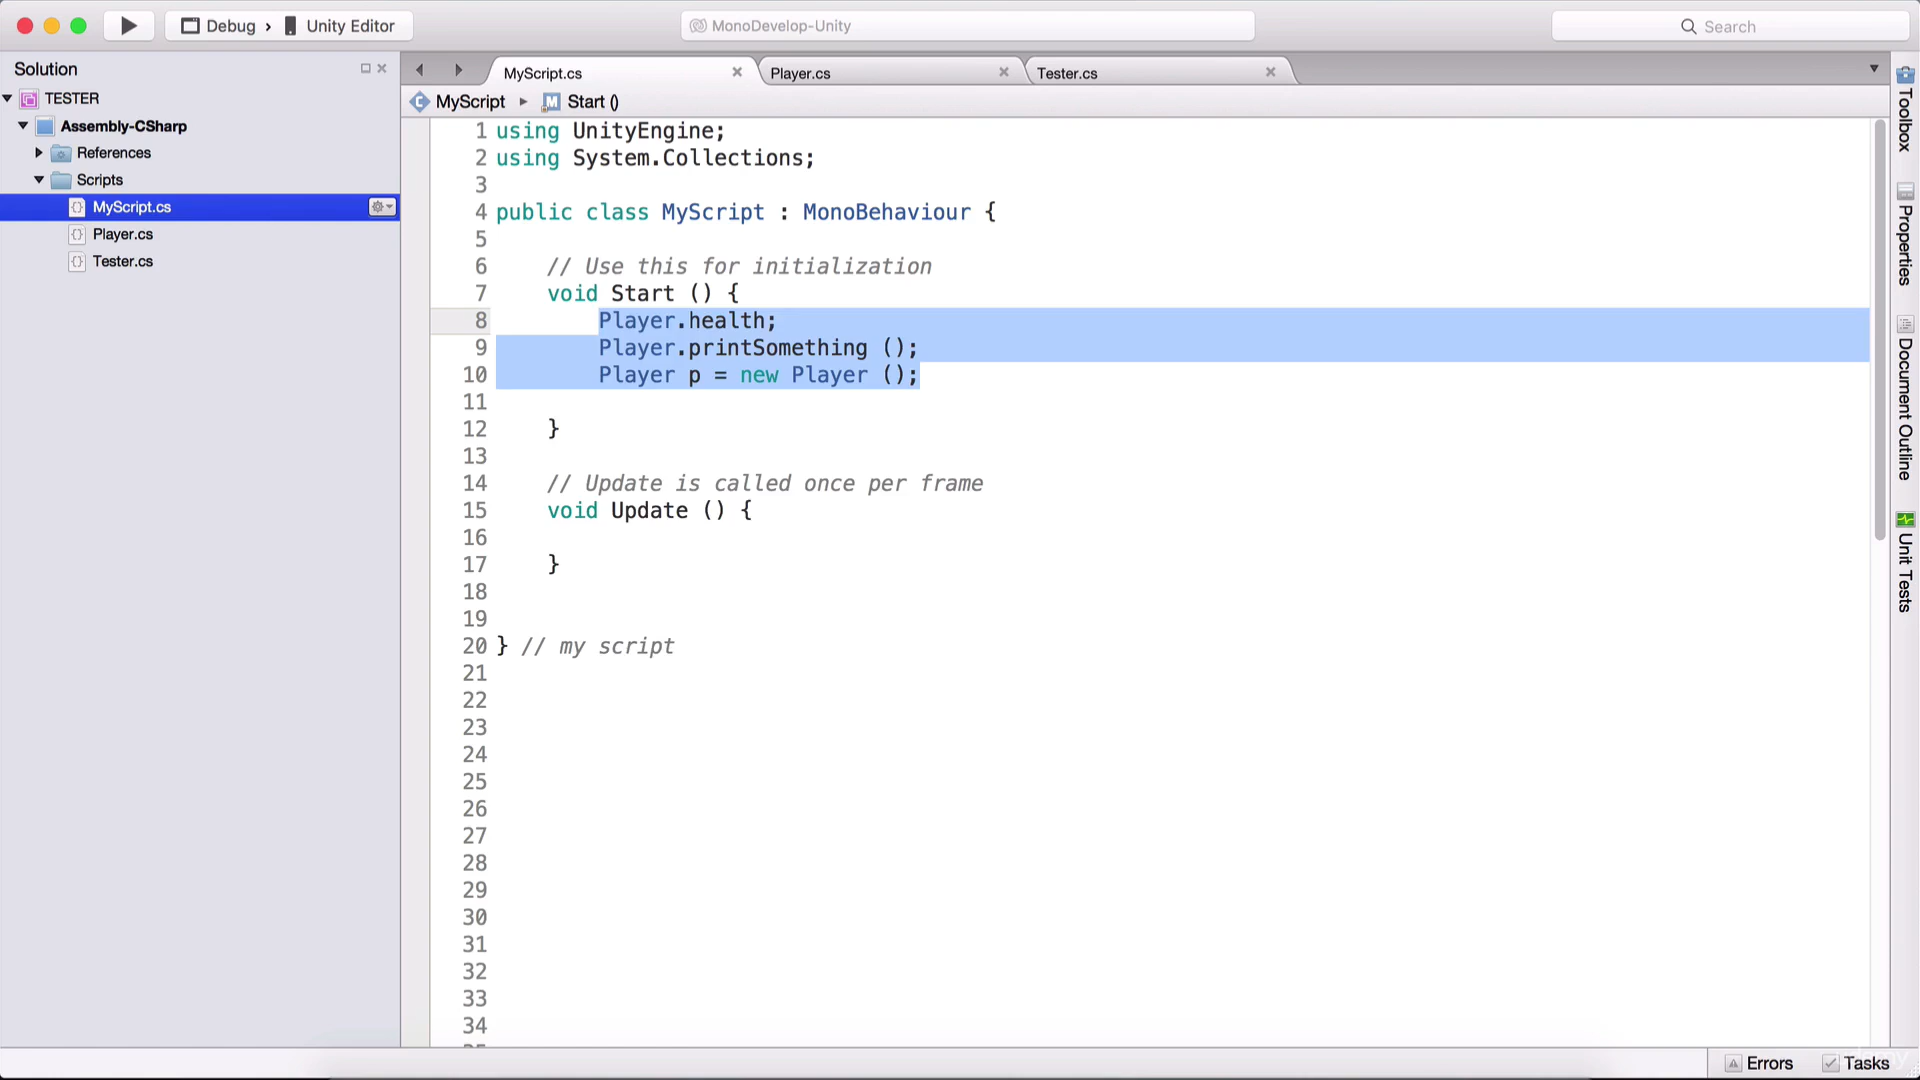 Debug › Unity Editor
MonoDevelop-Unity
Search
Solution
TESTER
Assembly-CSharp
References
Scripts
MyScript.cs
Player.cs
Tester.cs
MyScript.cs
Player.cs
Tester.cs
MyScript
Start ()
1 using UnityEngine;
2 using System.Collections;
3
4 public class MyScript : MonoBehaviour {
5
6 // Use this for initialization
7 void Start () {
8 Player.health;
9 Player.printSomething ();
10 Player p = new Player ();
11
12 }
13
14 // Update is called once per frame
15 void Update () {
16
17 }
18
19
20 } // my script
21
22
23
24
25
26
27
28
29
30
31
32
33
34
Toolbox
Properties
Document Outline
Unit Tests
Errors
Tasks